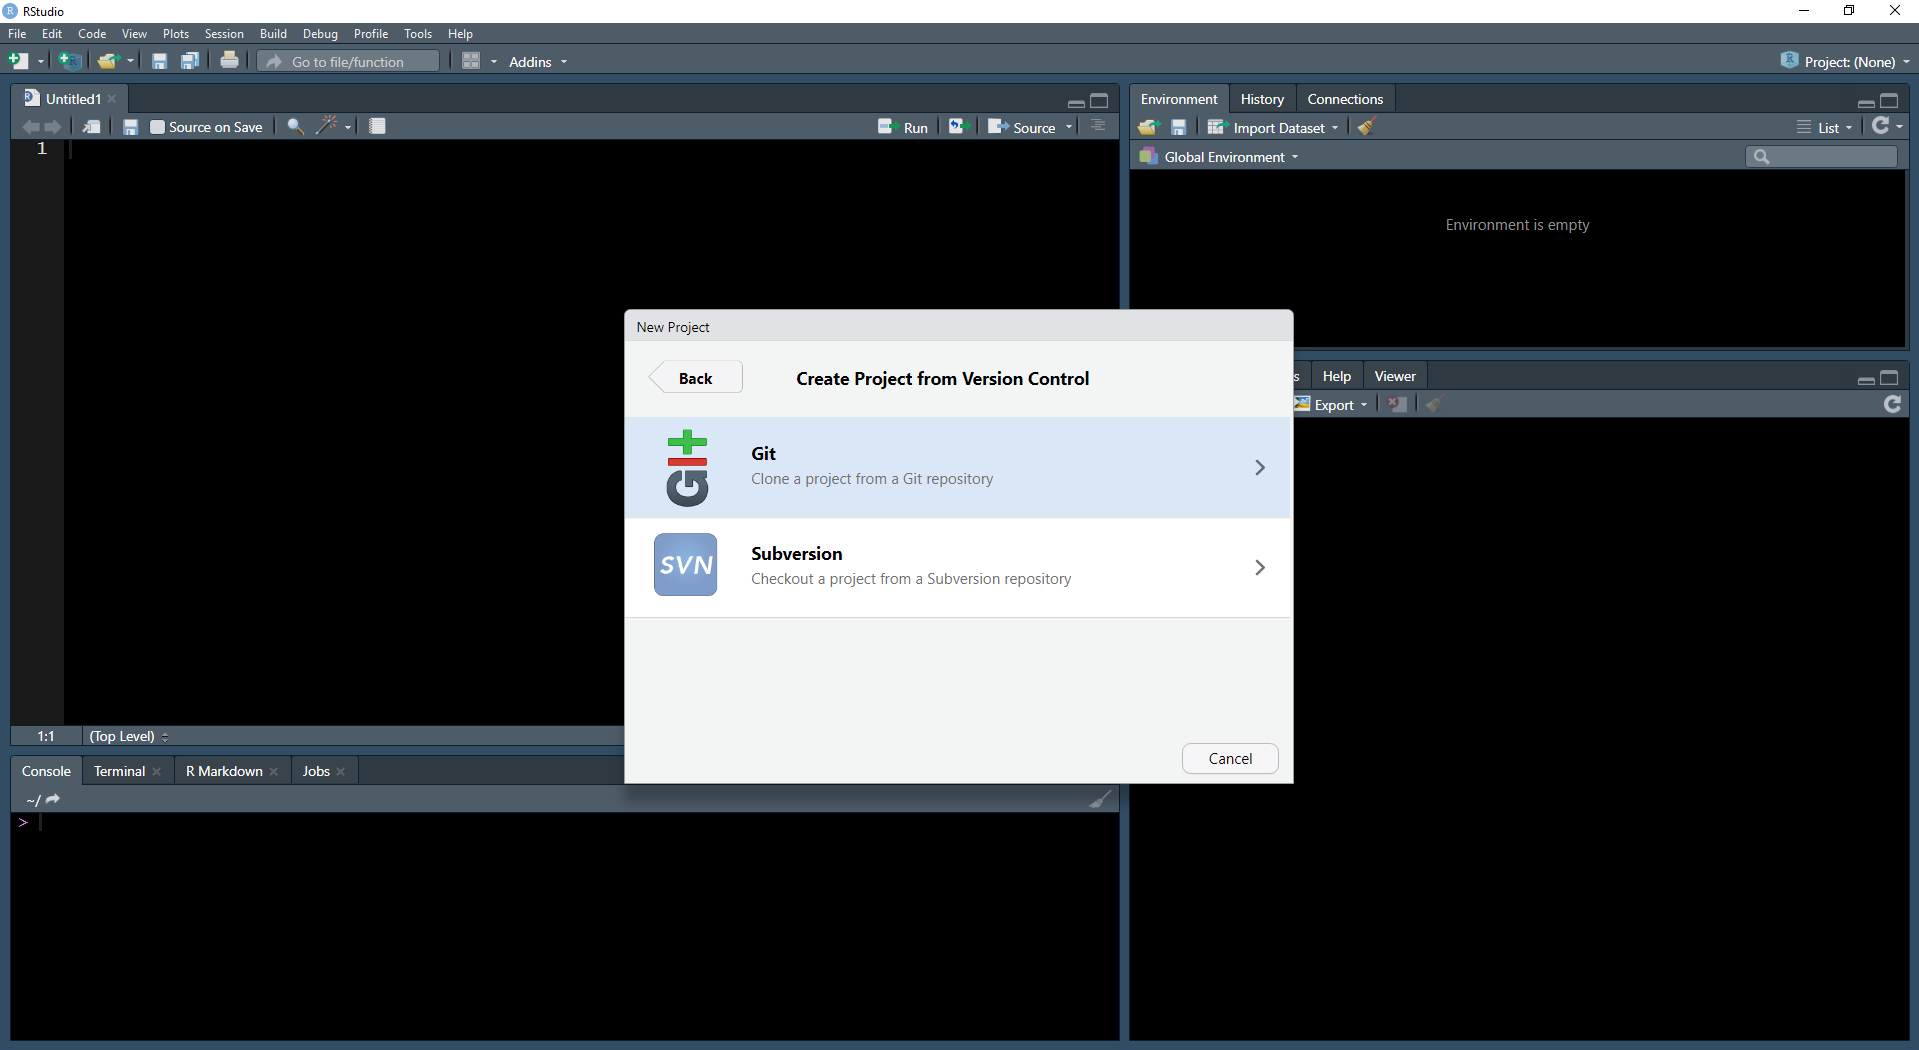 RStudio
File Edit Code View Plots Session Build Debug Profile Tools Help
Go to file/function Addins Project: (None)
Untitled1
Source on Save Run Source
1
1:1 (Top Level)
Console Terminal R Markdown Jobs
~/
>
Environment History Connections
Import Dataset List
Global Environment
Environment is empty
s Help Viewer
Export
New Project
Back Create Project from Version Control
Git
Clone a project from a Git repository
SVN
Subversion
Checkout a project from a Subversion repository
Cancel